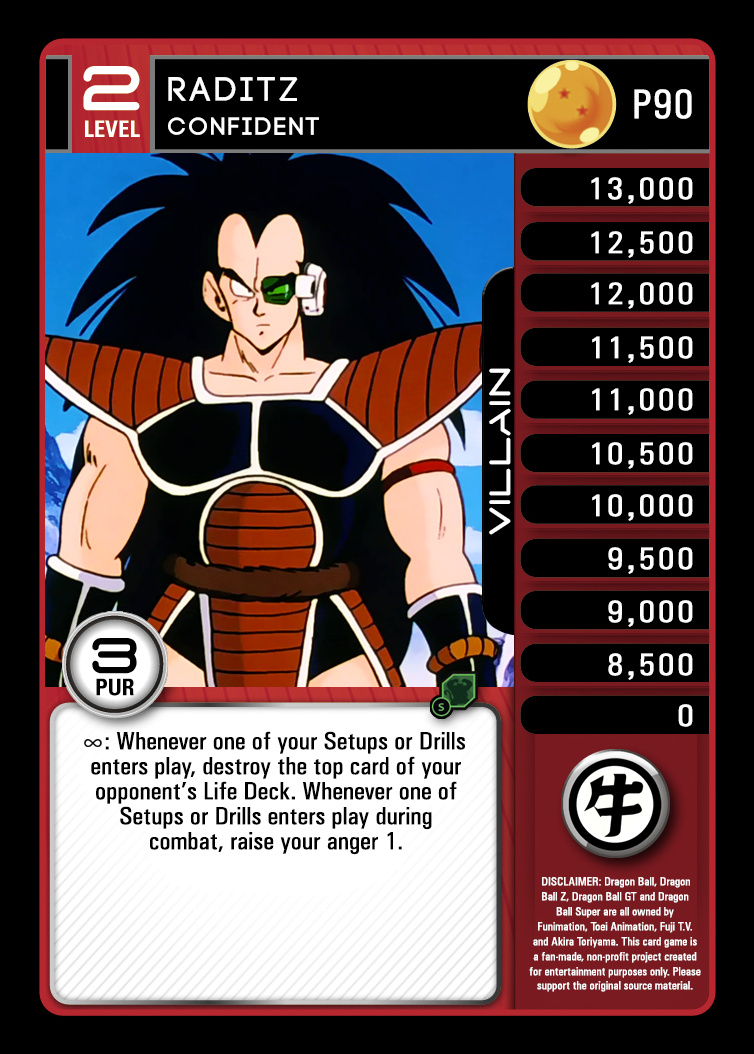 2
LEVEL
RADITZ
CONFIDENT
P90
13,000
12,500
12,000
11,500
11,000
10,500
10,000
9,500
9,000
8,500
0
VILLAIN
3
PUR
S
∞: Whenever one of your Setups or Drills
enters play, destroy the top card of your
opponent's Life Deck. Whenever one of
Setups or Drills enters play during
combat, raise your anger 1.
牛
DISCLAIMER: Dragon Ball, Dragon
Ball Z, Dragon Ball GT and Dragon
Ball Super are all owned by
Funimation, Toei Animation, Fuji T.V.
and Akira Toriyama. This card game is
a fan-made, non-profit project created
for entertainment purposes only. Please
support the original source material.